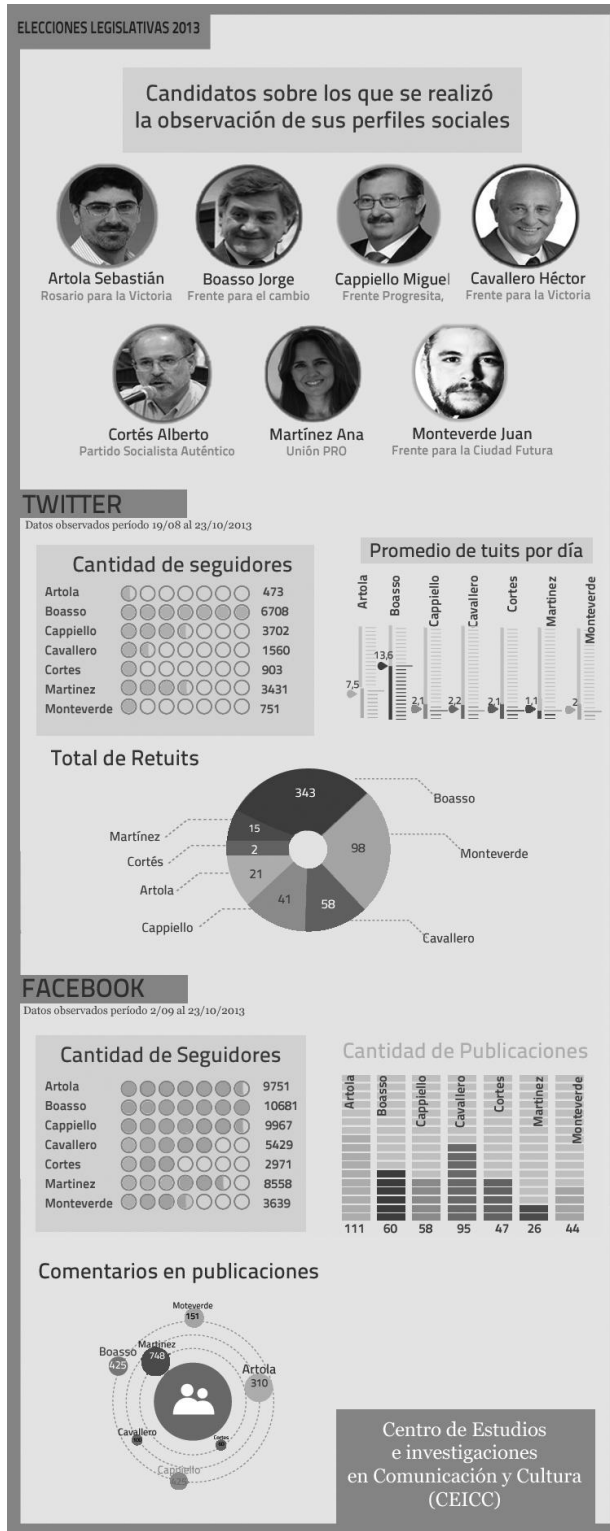 ELECCIONES LEGISLATIVAS 2013
Candidatos sobre los que se realizó
la observación de sus perfiles sociales
Artola Sebastián
Rosario para la Victoria
Boasso Jorge
Frente para el cambio
Cappiello Miguel
Frente Progresita,
Cavallero Héctor
Frente para la Victoria
Cortés Alberto
Partido Socialista Auténtico
Martínez Ana
Unión PRO
Monteverde Juan
Frente para la Ciudad Futura
TWITTER
Datos observados período 19/08 al 23/10/2013
Cantidad de seguidores
Artola 473
Boasso 6708
Cappiello 3702
Cavallero 1560
Cortes 903
Martinez 3431
Monteverde 751
Promedio de tuits por día
Artola
Boasso
Cappiello
Cavallero
Cortes
Martinez
Monteverde
7,5
13,6
2,1
2,2
2,1
1,1
2
Total de Retuits
343
Boasso
98
Monteverde
58
Cavallero
41
Cappiello
21
Artola
2
Cortés
15
Martínez
FACEBOOK
Datos observados período 2/09 al 23/10/2013
Cantidad de Seguidores
Artola 9751
Boasso 10681
Cappiello 9967
Cavallero 5429
Cortes 2971
Martinez 8558
Monteverde 3639
Cantidad de Publicaciones
Artola
Boasso
Cappiello
Cavallero
Cortes
Martinez
Monteverde
111 60 58 95 47 26 44
Comentarios en publicaciones
Moteverde
151
Martinez
748
Boasso
425
Artola
310
Cavallero
Cortes
Cappiello
Centro de Estudios
e investigaciones
en Comunicación y Cultura
(CEICC)